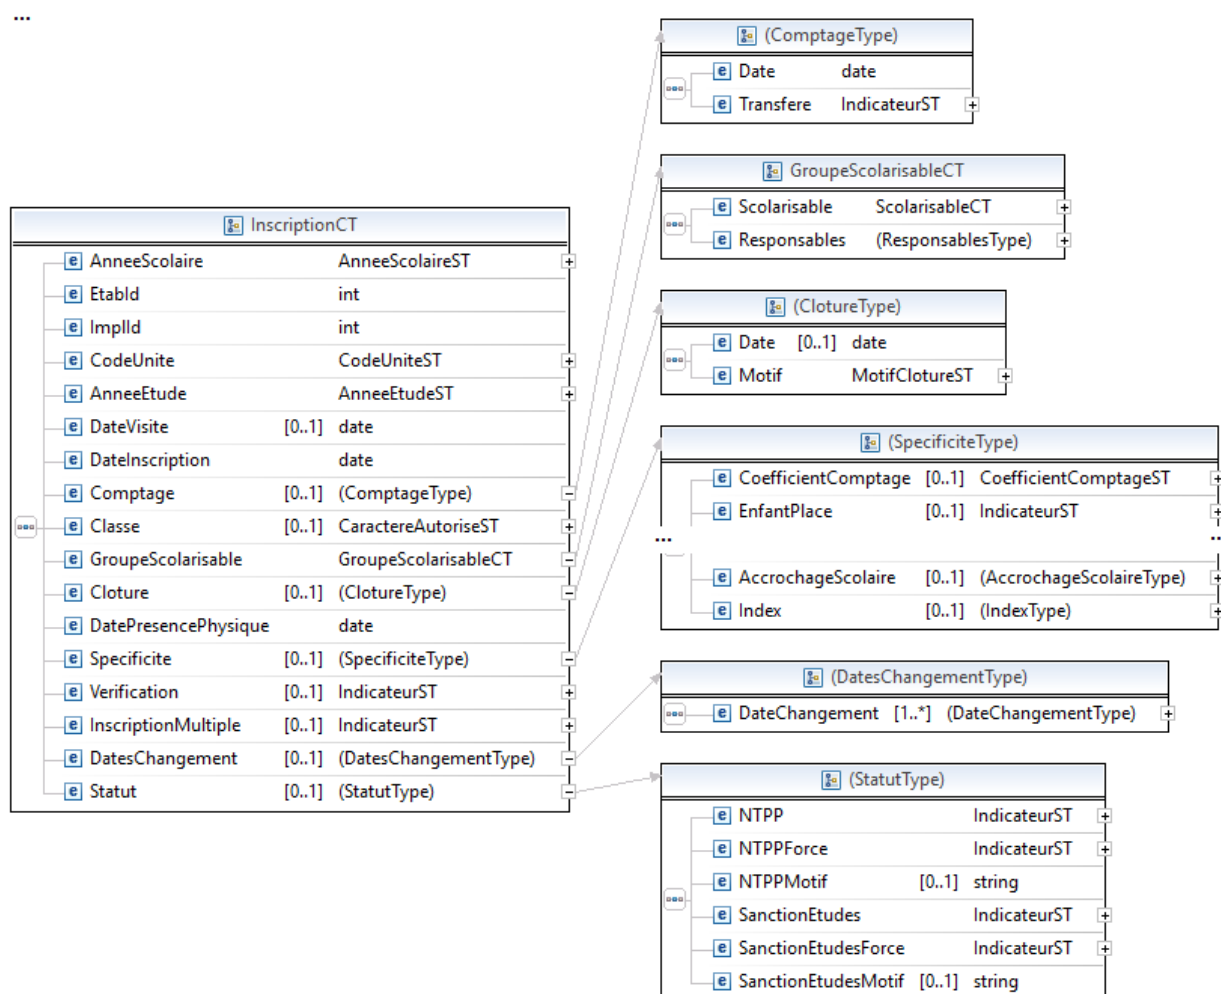 ...
InscriptionCT
AnneeScolaire AnneeScolaireST
EtabId int
ImplId int
CodeUnite CodeUniteST
AnneeEtude AnneeEtudeST
DateVisite [0..1] date
DateInscription date
Comptage [0..1] (ComptageType)
Classe [0..1] CaractereAutoriseST
GroupeScolarisable GroupeScolarisableCT
Cloture [0..1] (ClotureType)
DatePresencePhysique date
Specificite [0..1] (SpecificiteType)
Verification [0..1] IndicateurST
InscriptionMultiple [0..1] IndicateurST
DatesChangement [0..1] (DatesChangementType)
Statut [0..1] (StatutType)
(ComptageType)
Date date
Transfere IndicateurST
GroupeScolarisableCT
Scolarisable ScolarisableCT
Responsables (ResponsablesType)
(ClotureType)
Date [0..1] date
Motif MotifClotureST
(SpecificiteType)
CoefficientComptage [0..1] CoefficientComptageST
EnfantPlace [0..1] IndicateurST
... ...
AccrochageScolaire [0..1] (AccrochageScolaireType)
Index [0..1] (IndexType)
(DatesChangementType)
DateChangement [1..*] (DateChangementType)
(StatutType)
NTPP IndicateurST
NTPPForce IndicateurST
NTPPMotif [0..1] string
SanctionEtudes IndicateurST
SanctionEtudesForce IndicateurST
SanctionEtudesMotif [0..1] string